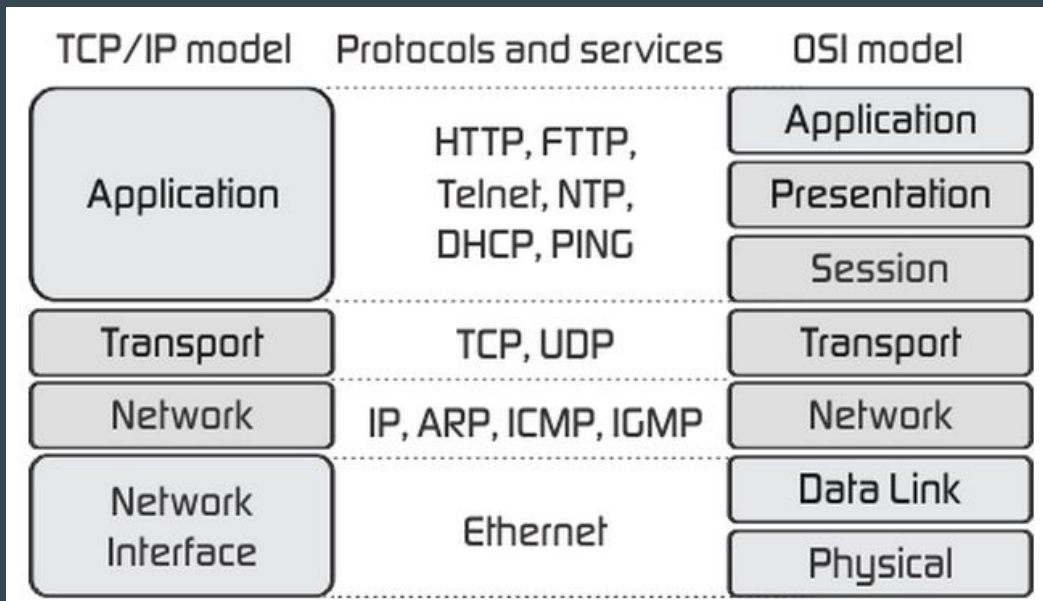 TCP/IP model Protocols and services OSI model
Application
HTTP, FTTP,
Telnet, NTP,
DHCP, PING
Application
Presentation
Session
Transport
TCP, UDP
Transport
Network
IP, ARP, ICMP, IGMP
Network
Network
Interface
Ethernet
Data Link
Physical